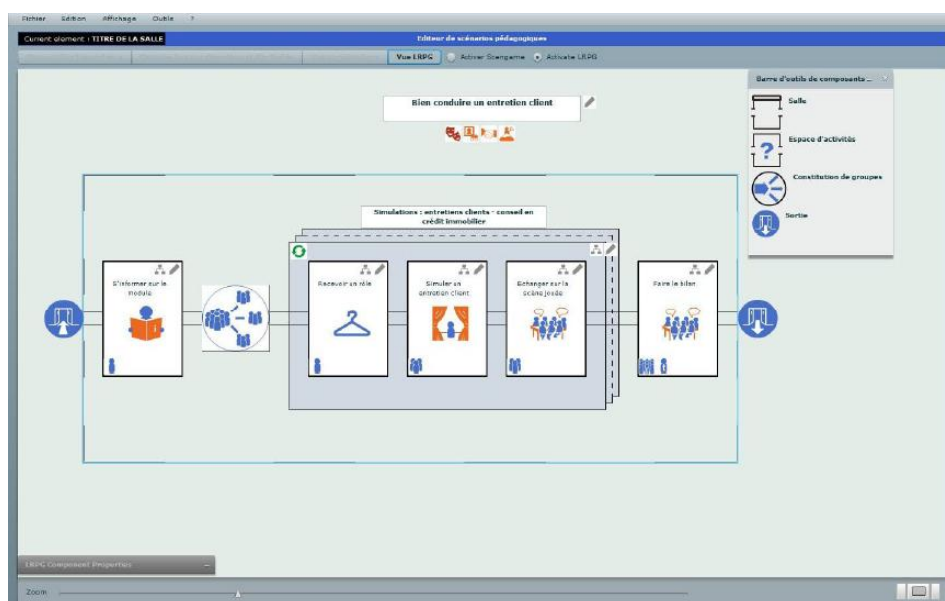 Fichier Edition Affichage Outils ?
Current element : TITRE DE LA SALLE
Editeur de scénarios pédagogiques
Vue LRPG Activer Scengame Activate LRPG
Barre d'outils de composants ...
Salle
Espace d'activités
?
Constitution de groupes
Sortie
Bien conduire un entretien client
Simulations : entretiens clients - conseil en
crédit immobilier
S'informer sur le
module
Recevoir un rôle
Simuler un
entretien client
Echanger sur la
scène jouée
Faire le bilan
LRPG Component Properties
Zoom